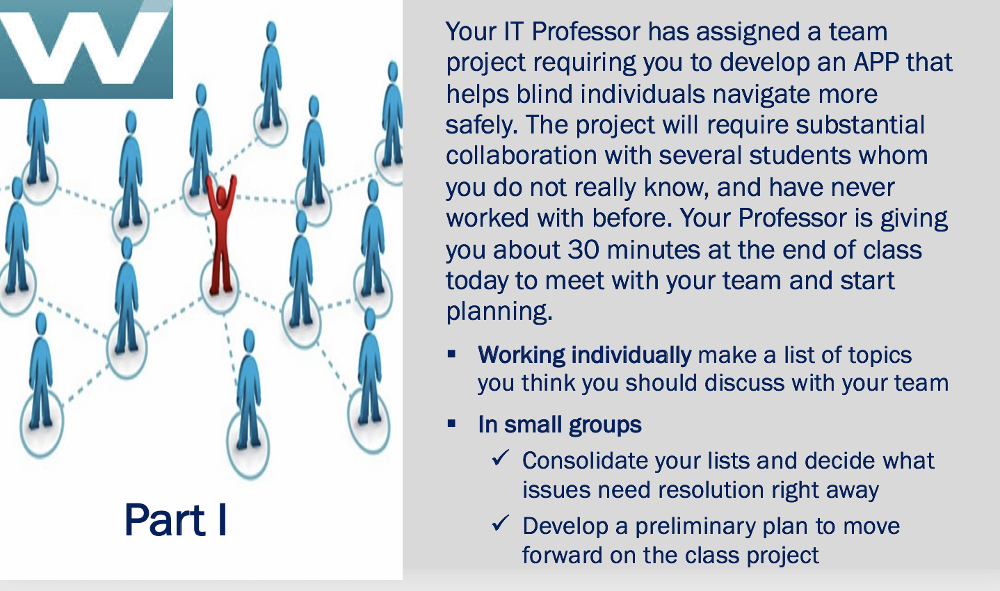 W
Your IT Professor has assigned a team
project requiring you to develop an APP that
helps blind individuals navigate more
safely. The project will require substantial
collaboration with several students whom
you do not really know, and have never
worked with before. Your Professor is giving
you about 30 minutes at the end of class
today to meet with your team and start
planning.
▪ Working individually make a list of topics
you think you should discuss with your team
▪ In small groups
✓ Consolidate your lists and decide what
issues need resolution right away
✓ Develop a preliminary plan to move
forward on the class project
Part I